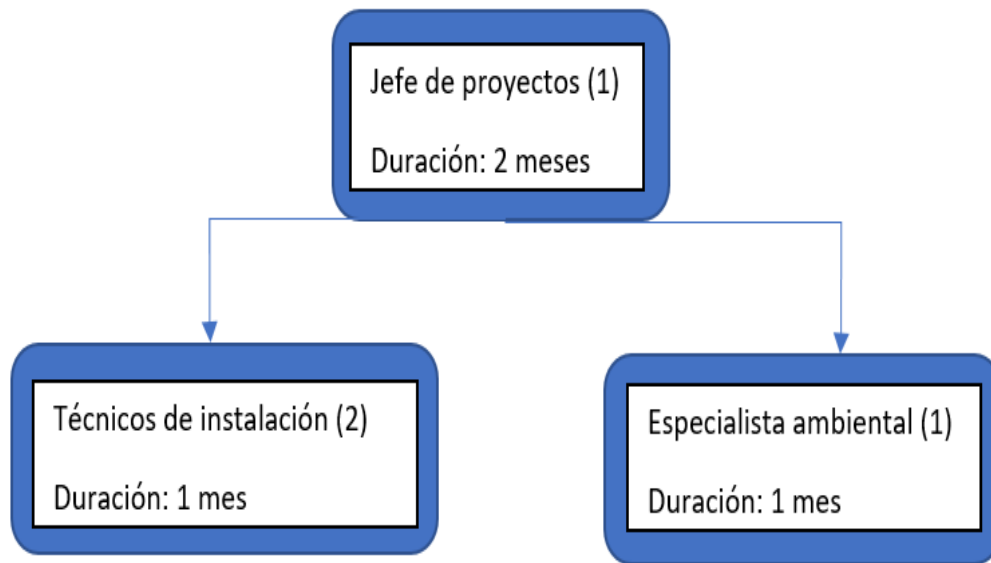 Jefe de proyectos (1)
Duración: 2 meses
Técnicos de instalación (2)
Duración: 1 mes
Especialista ambiental (1)
Duración: 1 mes